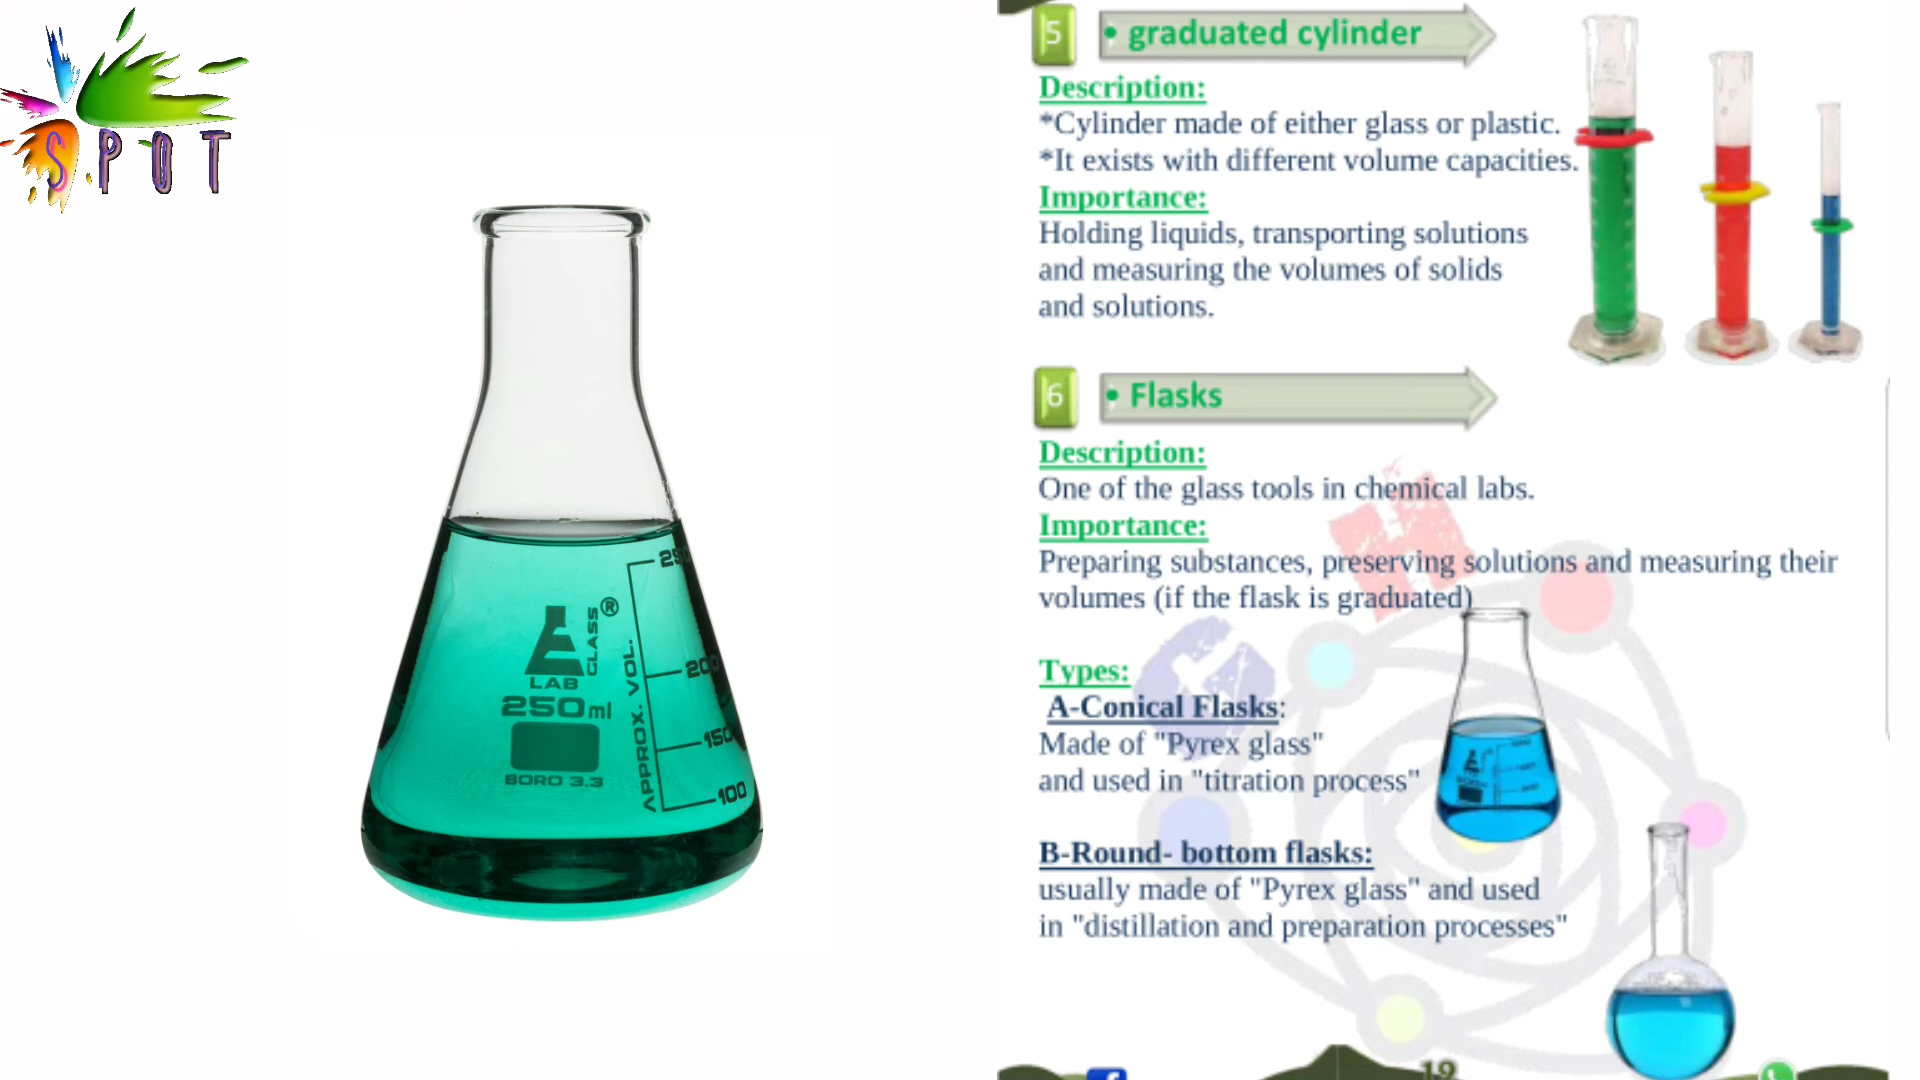 SPOT
250
200
150
100
APPROX. VOL.
LAB
GLASS®
250ml
BORO 3.3
5
• graduated cylinder
Description:
*Cylinder made of either glass or plastic.
*It exists with different volume capacities.
Importance:
Holding liquids, transporting solutions
and measuring the volumes of solids
and solutions.
6
• Flasks
Description:
One of the glass tools in chemical labs.
Importance:
Preparing substances, preserving solutions and measuring their
volumes (if the flask is graduated)
Types:
A-Conical Flasks:
Made of "Pyrex glass"
and used in "titration process"
B-Round- bottom flasks:
usually made of "Pyrex glass" and used
in "distillation and preparation processes"
19